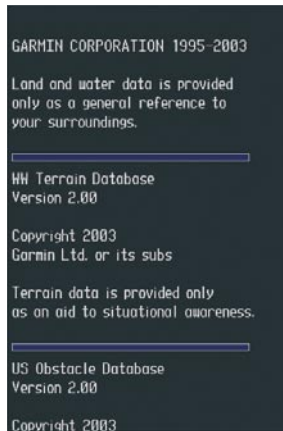 GARMIN CORPORATION 1995-2003
Land and water data is provided
only as a general reference to
your surroundings.
WW Terrain Database
Version 2.00
Copyright 2003
Garmin Ltd. or its subs
Terrain data is provided only
as an aid to situational awareness.
US Obstacle Database
Version 2.00
Copyright 2003